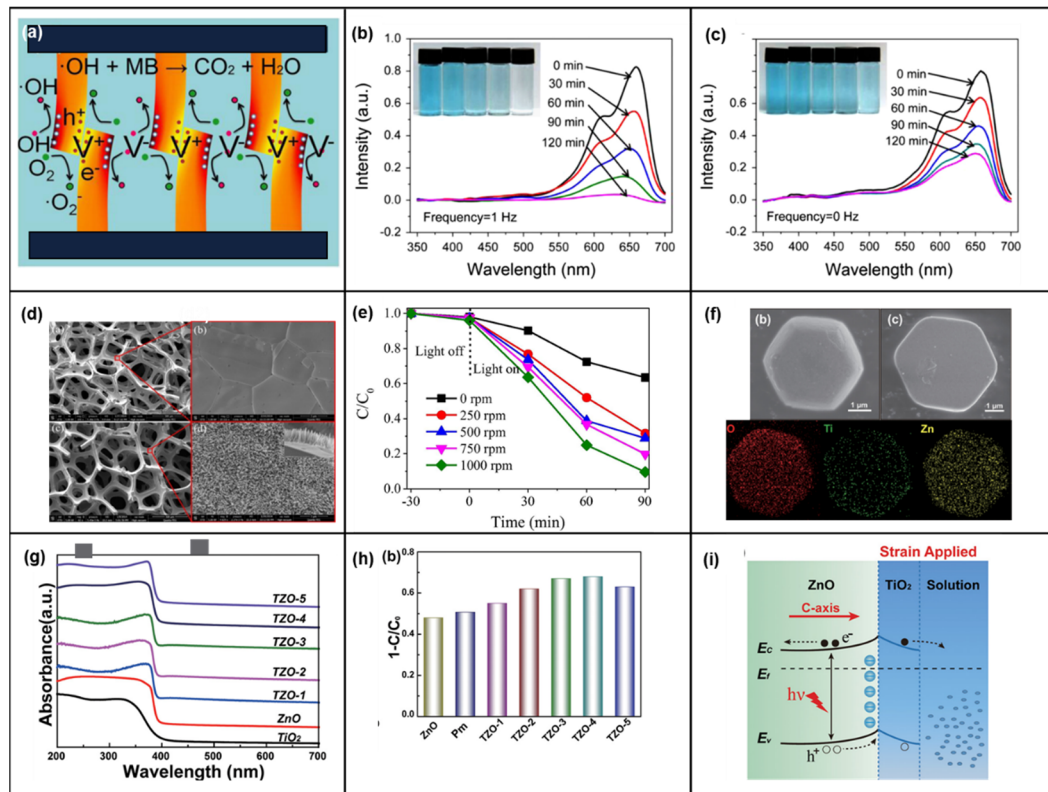 (a)
·OH + MB → CO₂ + H₂O
·OH
h⁺
OH V⁺ V⁻ V⁺ V⁻ V⁺ V⁻
O₂ e⁻
·O₂⁻
(b)
Intensity (a.u.)
1.0
0.8
0.6
0.4
0.2
0.0
-0.2
0 min
30 min
60 min
90 min
120 min
Frequency=1 Hz
350 400 450 500 550 600 650 700
Wavelength (nm)
(c)
Intensity (a.u.)
1.0
0.8
0.6
0.4
0.2
0.0
-0.2
0 min
30 min
60 min
90 min
120 min
Frequency=0 Hz
350 400 450 500 550 600 650 700
Wavelength (nm)
(d)
(a) (b)
(c) (d)
(e)
C/C₀
1.0
0.8
0.6
0.4
0.2
0.0
Light off
Light on
0 rpm
250 rpm
500 rpm
750 rpm
1000 rpm
-30 0 30 60 90
Time (min)
(f)
(b) (c)
1 μm 1 μm
O Ti Zn
(g)
Absorbance(a.u.)
TZO-5
TZO-4
TZO-3
TZO-2
TZO-1
ZnO
TiO₂
200 300 400 500 600 700
Wavelength (nm)
(h)
(b)
1-C/C₀
0.8
0.6
0.4
0.2
0.0
ZnO Pm TZO-1 TZO-2 TZO-3 TZO-4 TZO-5
(i)
Strain Applied
ZnO TiO₂ Solution
C-axis
e⁻
Ec
Ef
hν
Ev
h⁺